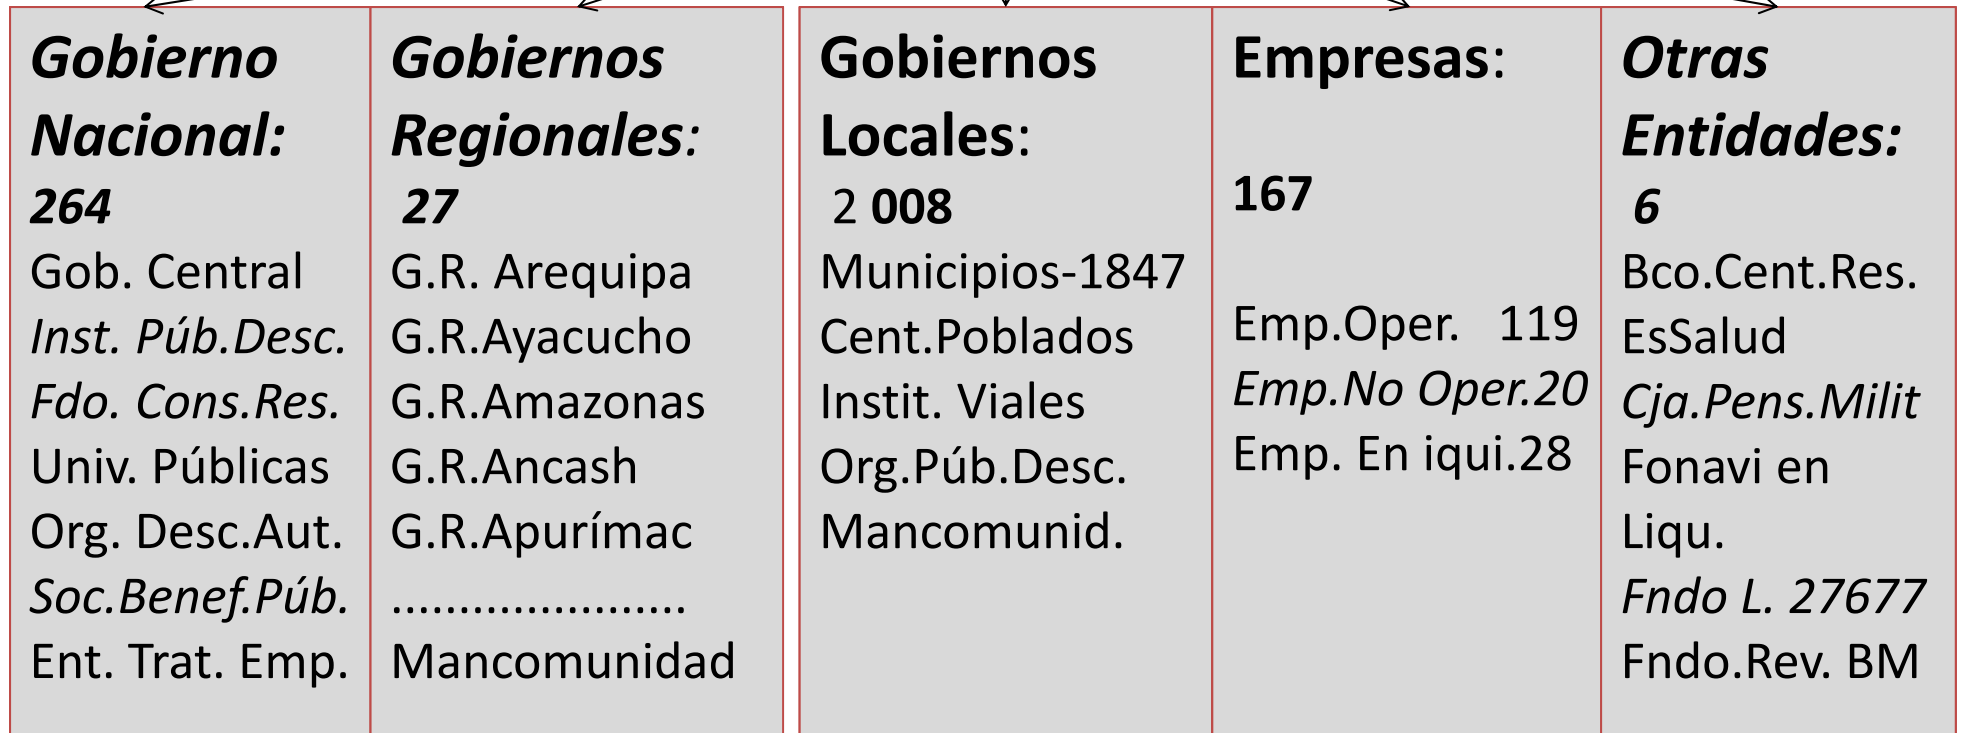 Gobierno
Nacional:
264
Gob. Central
Inst. Púb.Desc.
Fdo. Cons.Res.
Univ. Públicas
Org. Desc.Aut.
Soc.Benef.Púb.
Ent. Trat. Emp.
Gobiernos
Regionales:
27
G.R. Arequipa
G.R.Ayacucho
G.R.Amazonas
G.R.Ancash
G.R.Apurímac
......................
Mancomunidad
Gobiernos
Locales:
2 008
Municipios-1847
Cent.Poblados
Instit. Viales
Org.Púb.Desc.
Mancomunid.
Empresas:
167
Emp.Oper. 119
Emp.No Oper.20
Emp. En iqui.28
Otras
Entidades:
6
Bco.Cent.Res.
EsSalud
Cja.Pens.Milit
Fonavi en
Liqu.
Fndo L. 27677
Fndo.Rev. BM